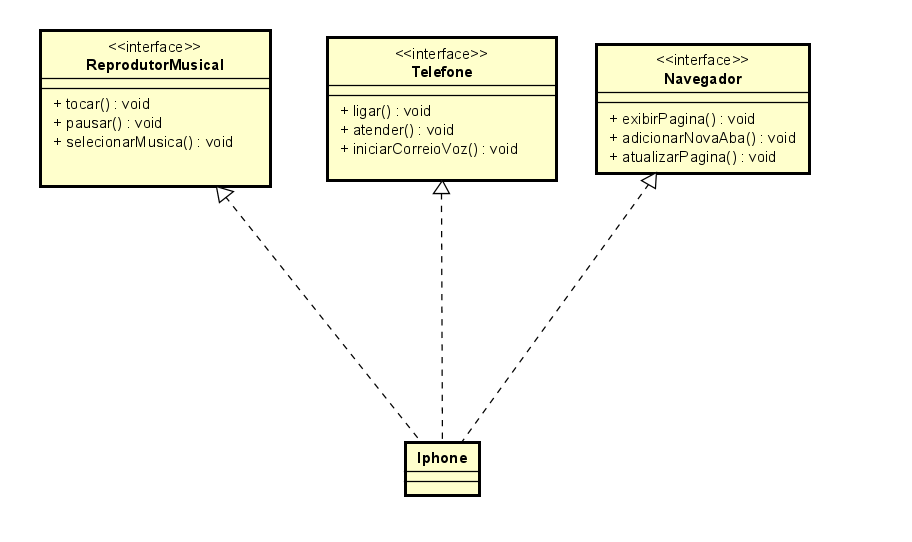 <<interface>>
ReprodutorMusical
+ tocar() : void
+ pausar() : void
+ selecionarMusica() : void
<<interface>>
Telefone
+ ligar() : void
+ atender() : void
+ iniciarCorreioVoz() : void
<<interface>>
Navegador
+ exibirPagina() : void
+ adicionarNovaAba() : void
+ atualizarPagina() : void
Iphone